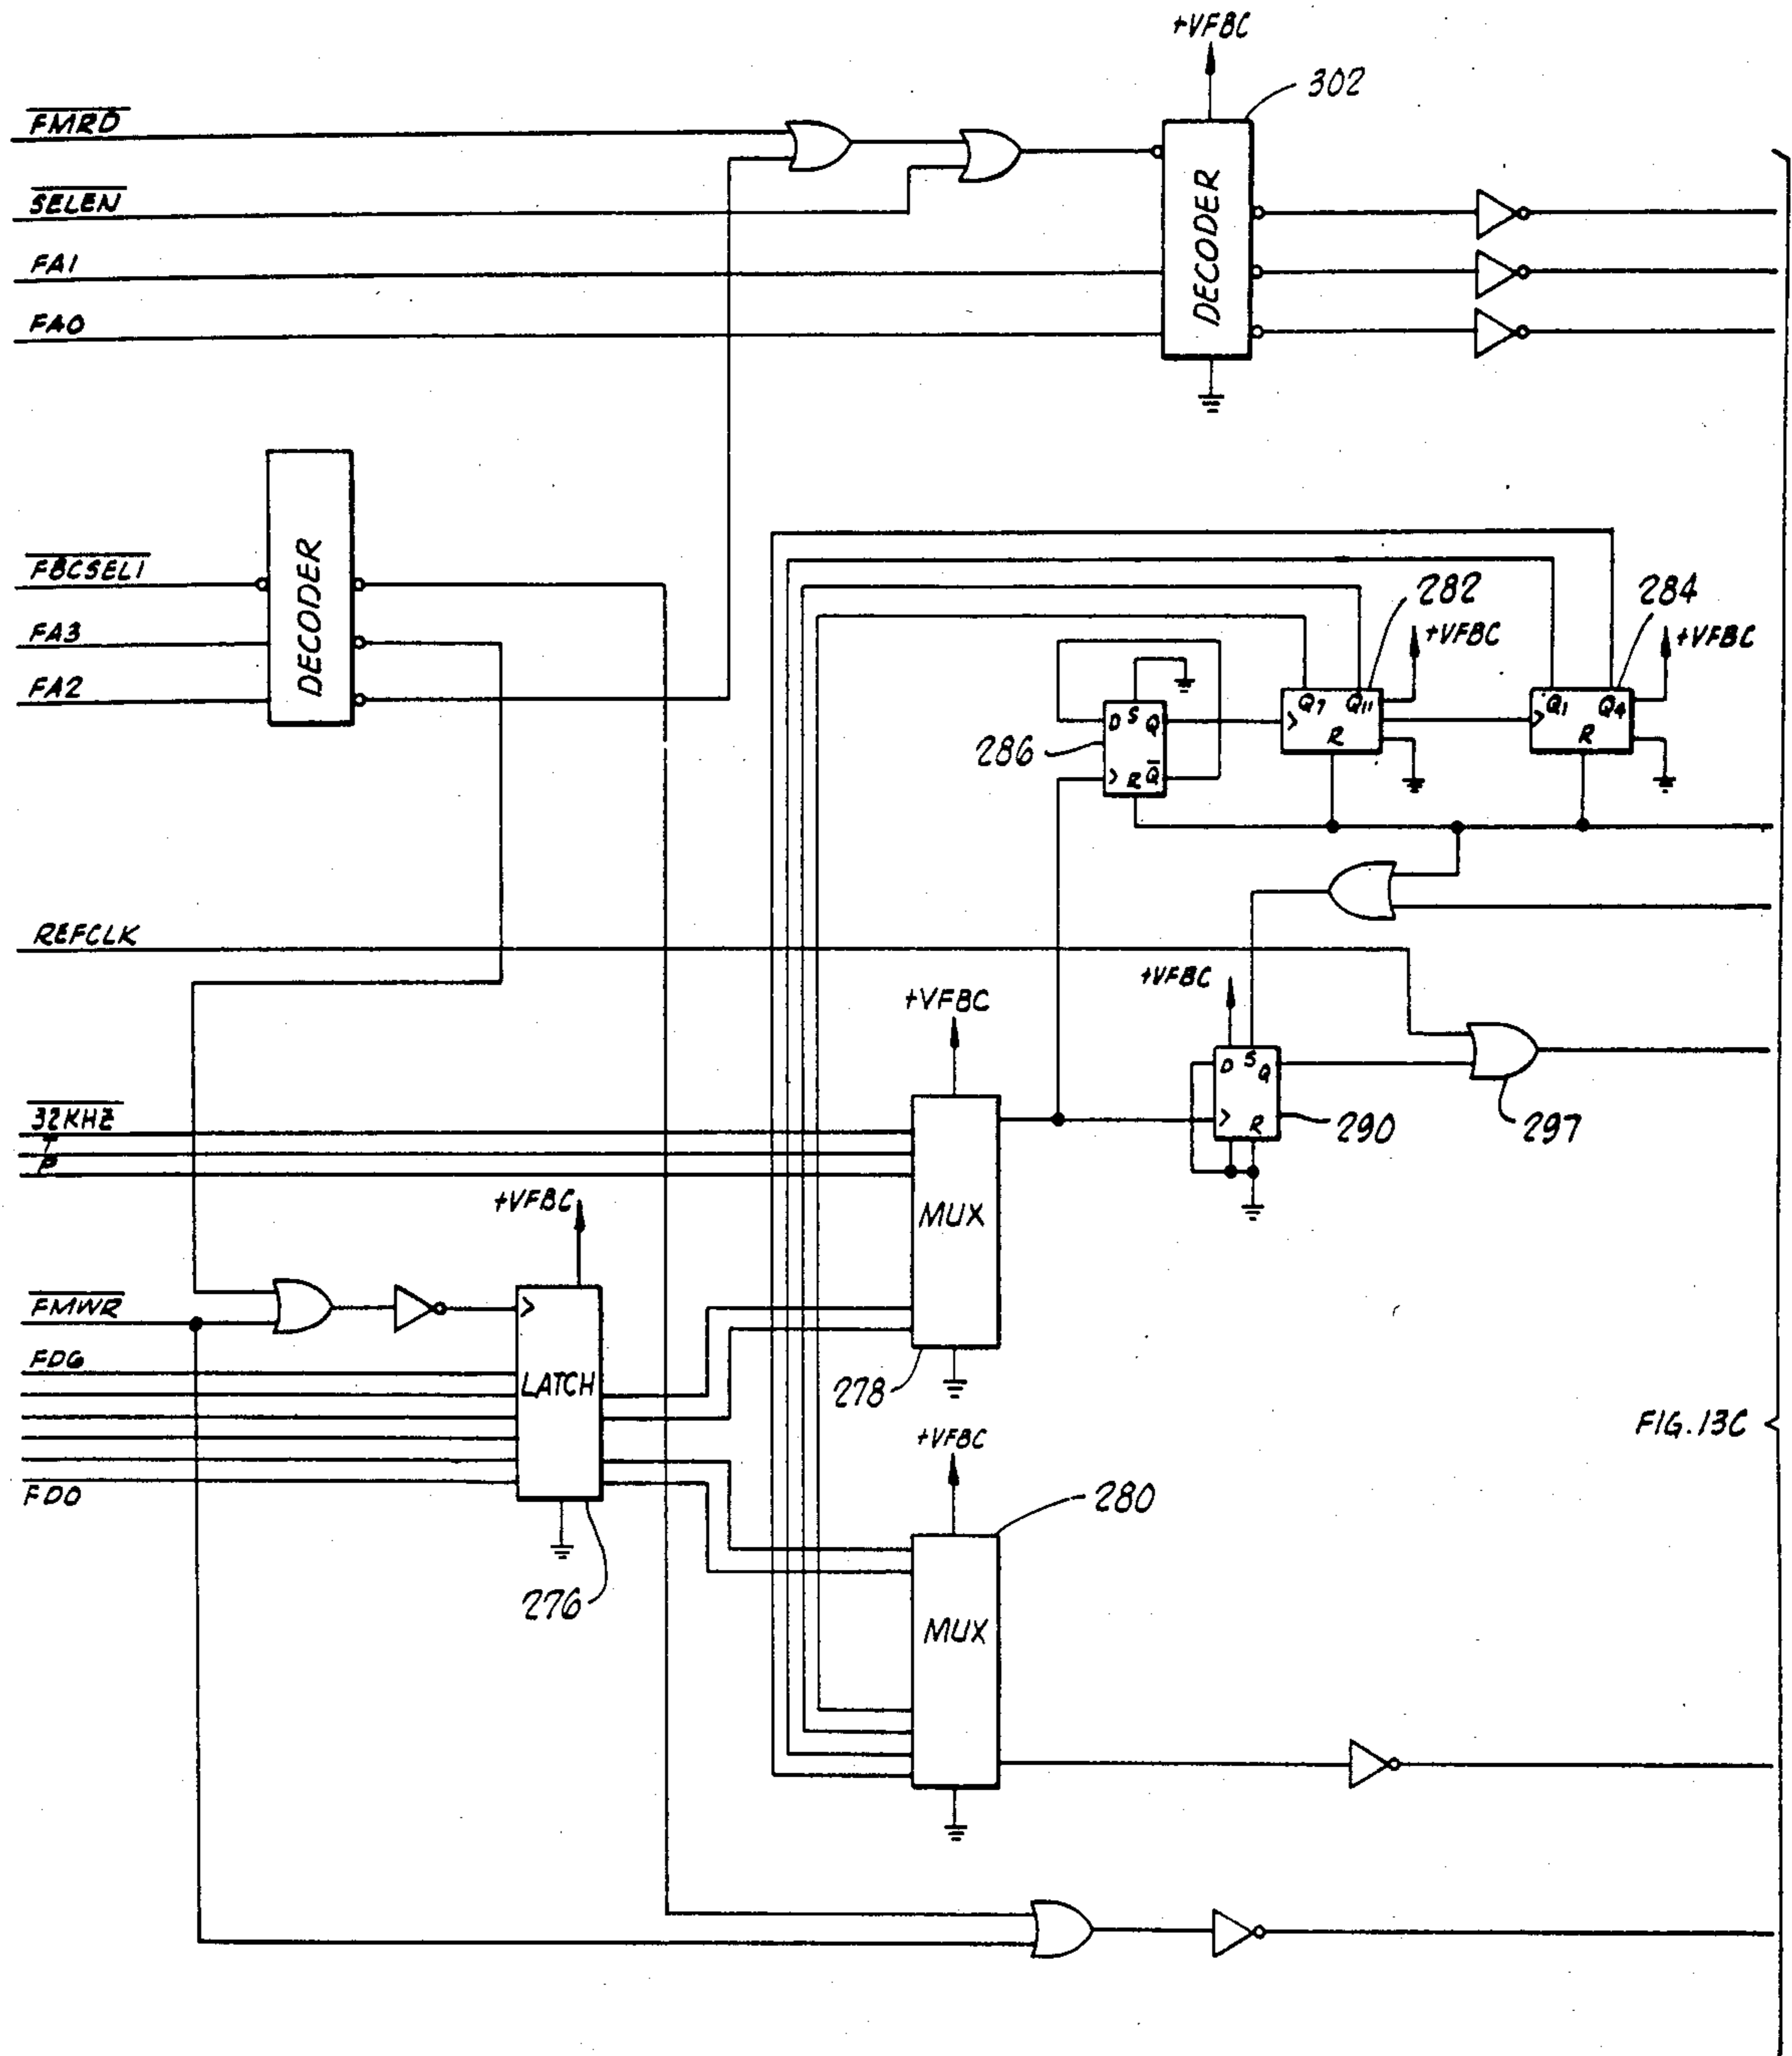 +VFBC
302
FMRD
SELEN
FA1
FA0
DECODER
FBCSEL1
FA3
FA2
DECODER
282
284
+VFBC
+VFBC
D S Q
R Q
286
Q7 Q11
R
Q1 Q4
R
REFCLK
+VFBC
+VFBC
D S Q
R
290
297
32KHZ
T
P
MUX
278
+VFBC
FMWR
FD6
LATCH
FD0
276
FIG. 13C
+VFBC
280
MUX